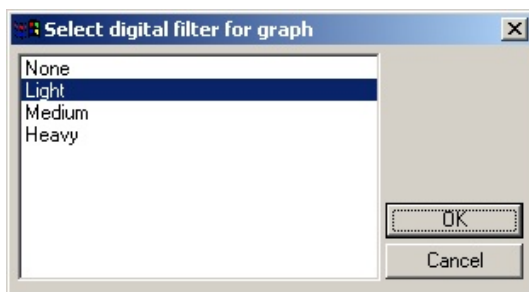 Select digital filter for graph
None
Light
Medium
Heavy
OK
Cancel